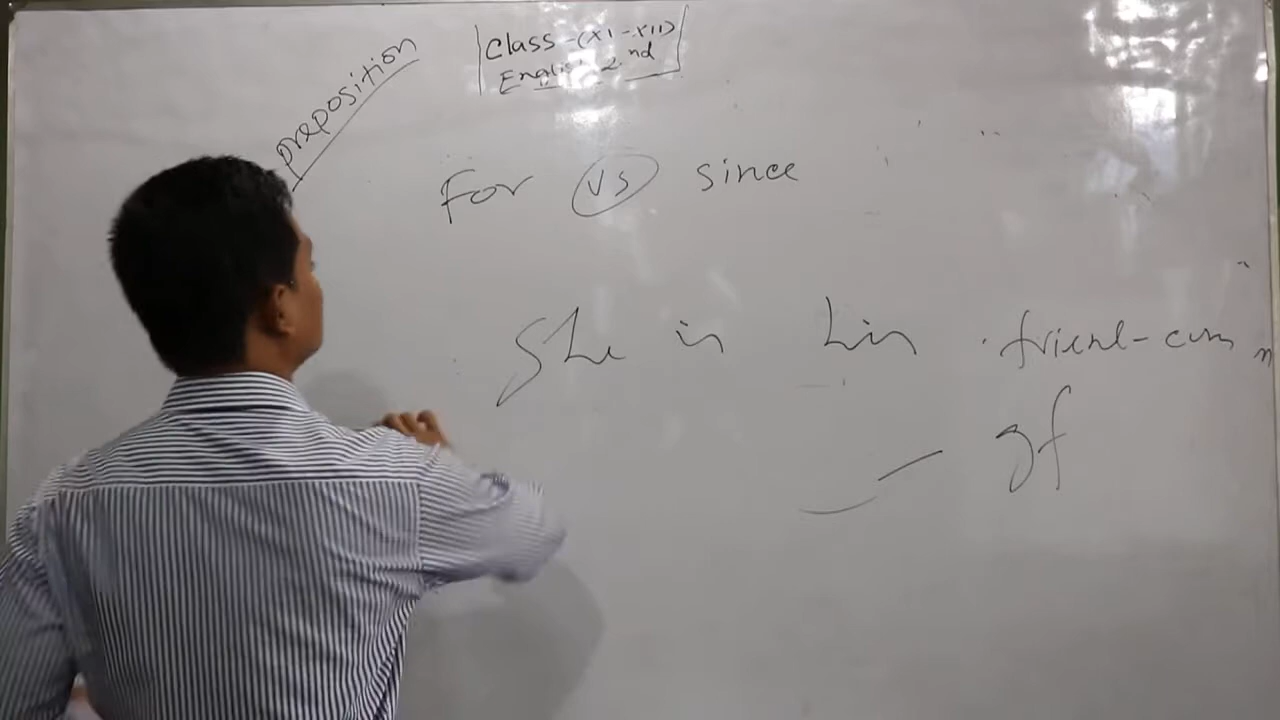 preposition
Class-(XI-XII)
English 2nd
For vs since
She is his friend-cum
gf